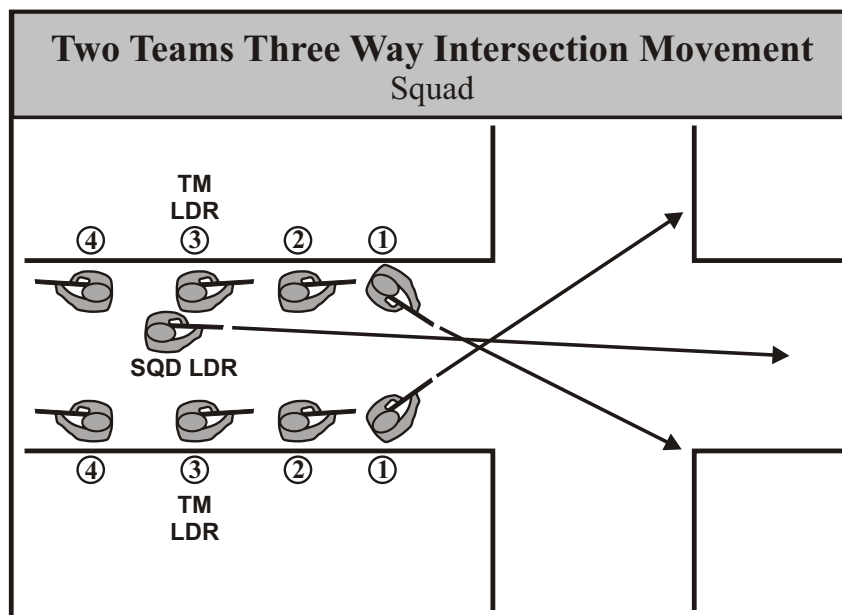 Two Teams Three Way Intersection Movement
Squad
TM
LDR
④ ③ ② ①
SQD LDR
④ ③ ② ①
TM
LDR